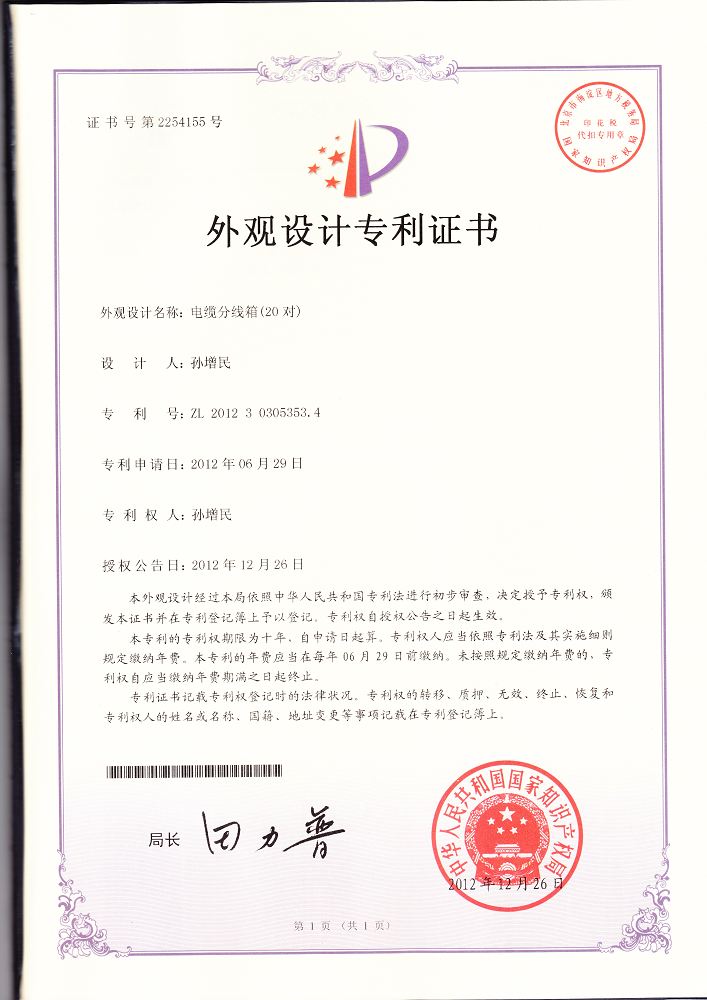 证书号第2254155号
北京市海淀区地方税务局
印花税
代扣专用章
国家知识产权局
外观设计专利证书
外观设计名称：电缆分线箱(20对)
设 计 人：孙增民
专 利 号：ZL 2012 3 0305353.4
专利申请日：2012年06月29日
专 利 权 人：孙增民
授权公告日：2012年12月26日
本外观设计经过本局依照中华人民共和国专利法进行初步审查，决定授予专利权，颁
发本证书并在专利登记簿上予以登记。专利权自授权公告之日起生效。
本专利的专利权期限为十年，自申请日起算。专利权人应当依照专利法及其实施细则
规定缴纳年费。本专利的年费应当在每年06月29日前缴纳。未按照规定缴纳年费的，专
利权自应当缴纳年费期满之日起终止。
专利证书记载专利权登记时的法律状况。专利权的转移、质押、无效、终止、恢复和
专利权人的姓名或名称、国籍、地址变更等事项记载在专利登记簿上。
局长 田力普
中华人民共和国国家知识产权局
2012年12月26日
第1页（共1页）